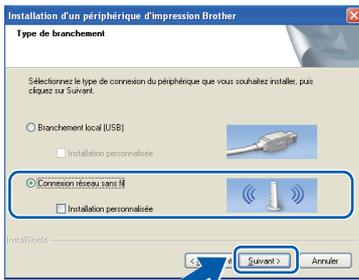 Installation d'un périphérique d'impression Brother
Type de branchement
Sélectionnez le type de connexion du périphérique que vous souhaitez installer, puis
cliquez sur Suivant.
Branchement local (USB)
Installation personnalisée
Connexion réseau sans fil
Installation personnalisée
InstallShield
Suivant >
Annuler